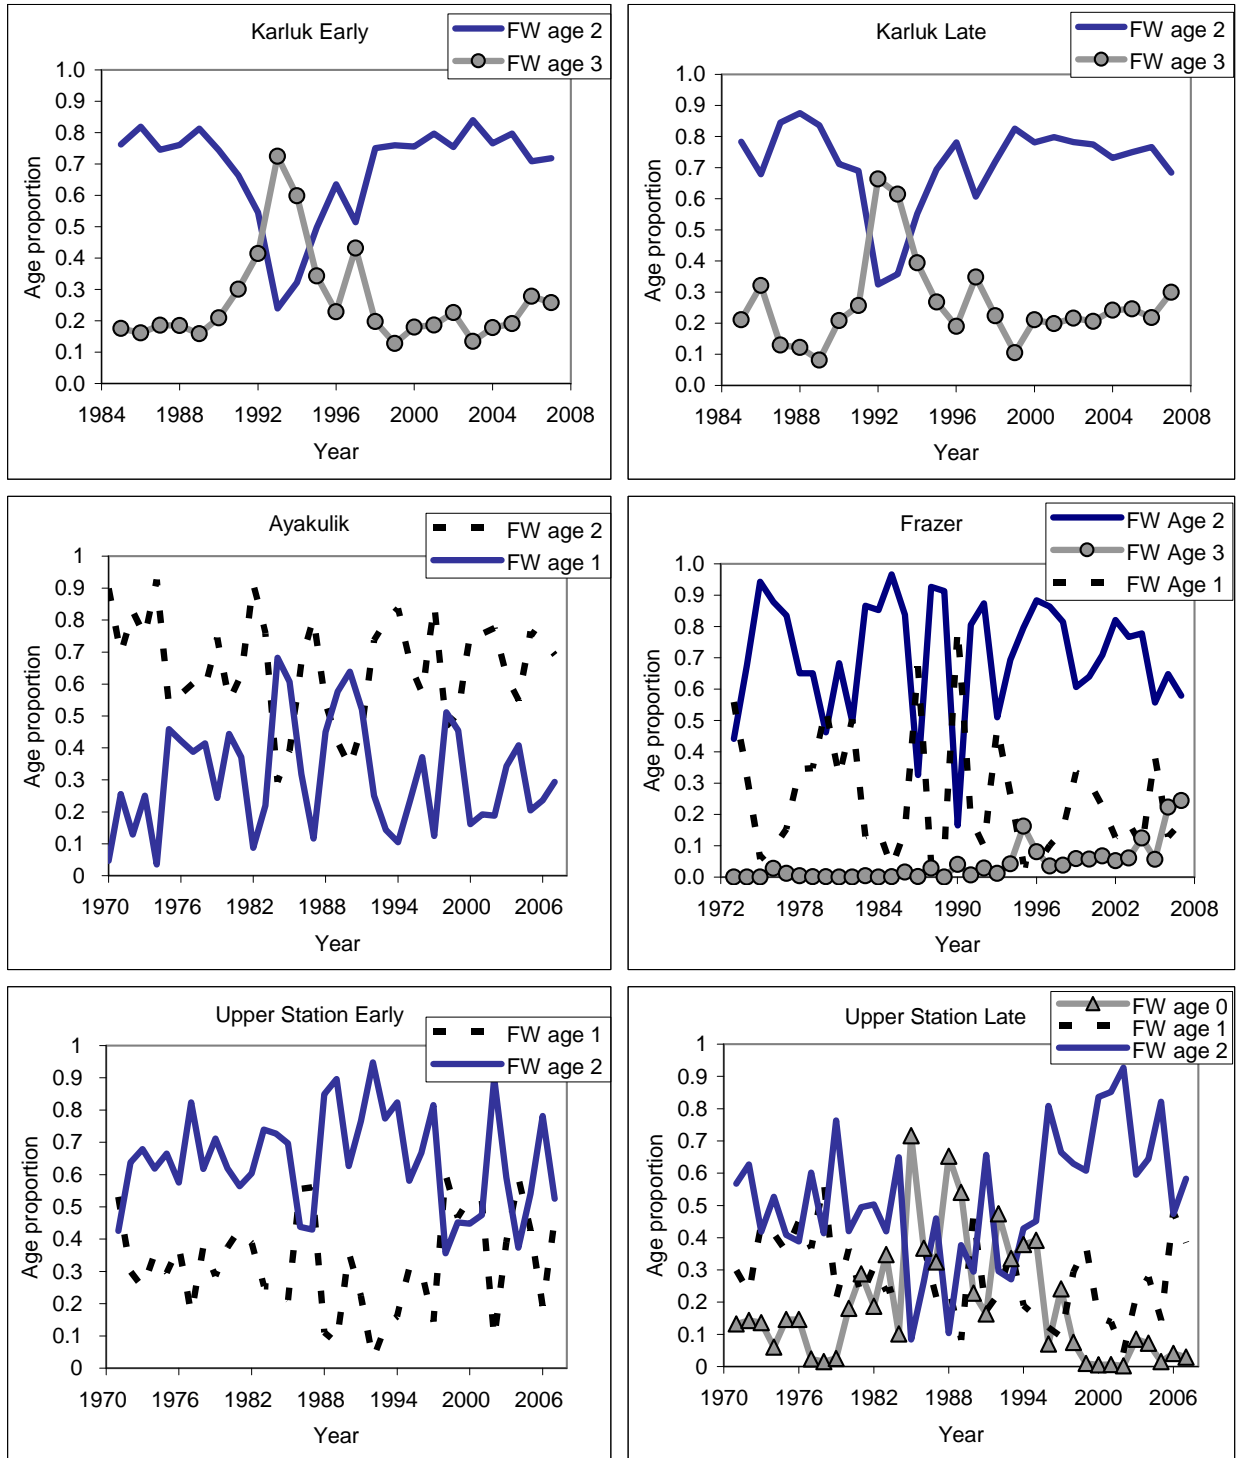 Karluk Early
FW age 2
FW age 3
1.0
0.9
0.8
0.7
0.6
0.5
0.4
0.3
0.2
0.1
0.0
Age proportion
1984 1988 1992 1996 2000 2004 2008
Year
Karluk Late
FW age 2
FW age 3
1.0
0.9
0.8
0.7
0.6
0.5
0.4
0.3
0.2
0.1
0.0
Age proportion
1984 1988 1992 1996 2000 2004 2008
Year
Ayakulik
FW age 2
FW age 1
1
0.9
0.8
0.7
0.6
0.5
0.4
0.3
0.2
0.1
0
Age proportion
1970 1976 1982 1988 1994 2000 2006
Year
Frazer
FW Age 2
FW Age 3
FW Age 1
1.0
0.9
0.8
0.7
0.6
0.5
0.4
0.3
0.2
0.1
0.0
Age proportion
1972 1978 1984 1990 1996 2002 2008
Year
Upper Station Early
FW age 1
FW age 2
1
0.9
0.8
0.7
0.6
0.5
0.4
0.3
0.2
0.1
0
Age proportion
1970 1976 1982 1988 1994 2000 2006
Year
Upper Station Late
FW age 0
FW age 1
FW age 2
1
0.9
0.8
0.7
0.6
0.5
0.4
0.3
0.2
0.1
0
Age proportion
1970 1976 1982 1988 1994 2000 2006
Year